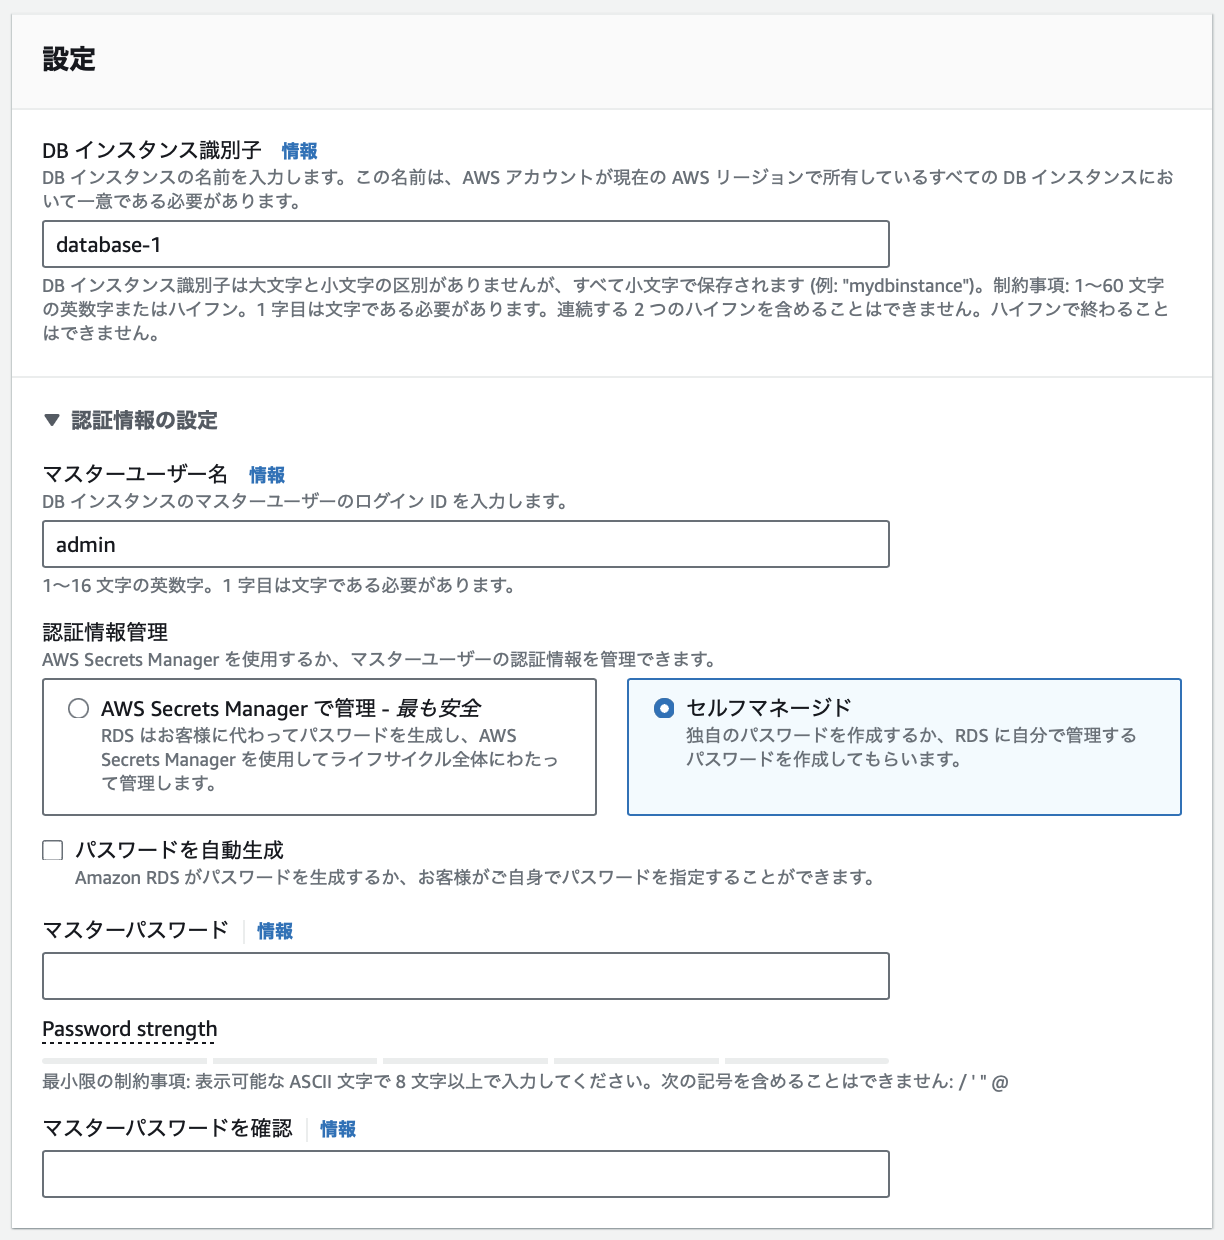 設定
DB インスタンス識別子 情報
DB インスタンスの名前を入力します。この名前は、AWS アカウントが現在の AWS リージョンで所有しているすべての DB インスタンスにお
いて一意である必要があります。
database-1
DB インスタンス識別子は大文字と小文字の区別がありませんが、すべて小文字で保存されます (例: "mydbinstance")。制約事項: 1〜60 文字
の英数字またはハイフン。1 字目は文字である必要があります。連続する 2 つのハイフンを含めることはできません。ハイフンで終わること
はできません。
▼ 認証情報の設定
マスターユーザー名 情報
DB インスタンスのマスターユーザーのログイン ID を入力します。
admin
1〜16 文字の英数字。1 字目は文字である必要があります。
認証情報管理
AWS Secrets Manager を使用するか、マスターユーザーの認証情報を管理できます。
AWS Secrets Manager で管理 - 最も安全
RDS はお客様に代わってパスワードを生成し、AWS
Secrets Manager を使用してライフサイクル全体にわたっ
て管理します。
セルフマネージド
独自のパスワードを作成するか、RDS に自分で管理する
パスワードを作成してもらいます。
パスワードを自動生成
Amazon RDS がパスワードを生成するか、お客様がご自身でパスワードを指定することができます。
マスターパスワード 情報
Password strength
最小限の制約事項: 表示可能な ASCII 文字で 8 文字以上で入力してください。次の記号を含めることはできません: / ' " @
マスターパスワードを確認 情報